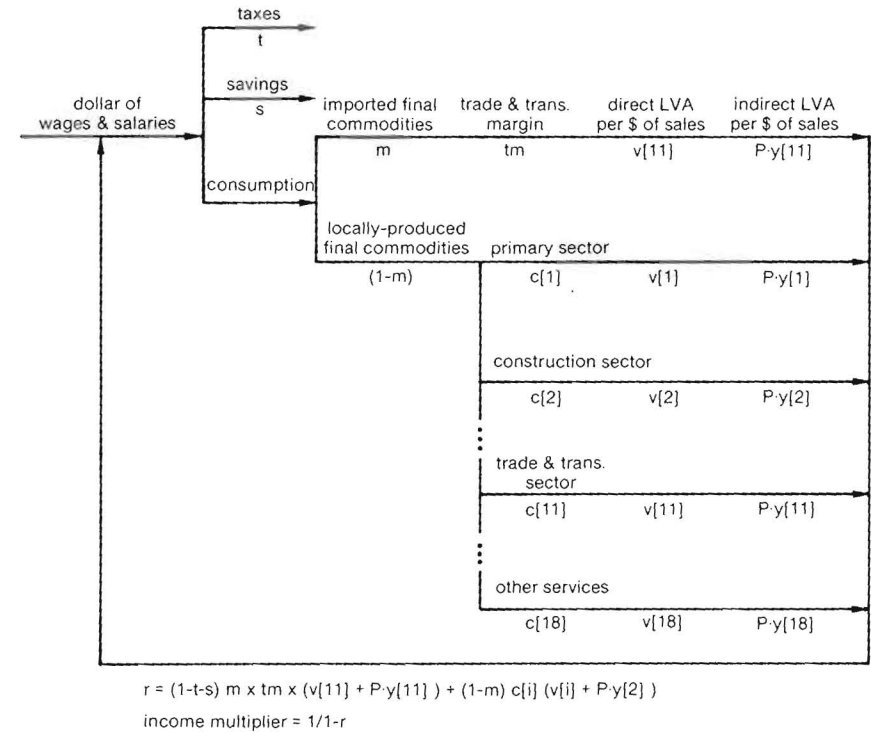 taxes
t
savings
s
dollar of
wages & salaries
consumption
imported final
commodities
m
trade & trans.
margin
tm
direct LVA
per $ of sales
v[11]
indirect LVA
per $ of sales
P·y[11]
locally-produced
final commodities
(1-m)
primary sector
c[1]
v[1]
P·y[1]
construction sector
c[2]
v[2]
P·y[2]
trade & trans.
sector
c[11]
v[11]
P·y[11]
other services
c[18]
v[18]
P·y[18]
r = (1-t-s) m x tm x (v[11] + P·y[11] ) + (1-m) c[i] (v[i] + P·y[2] )
income multiplier = 1/1-r